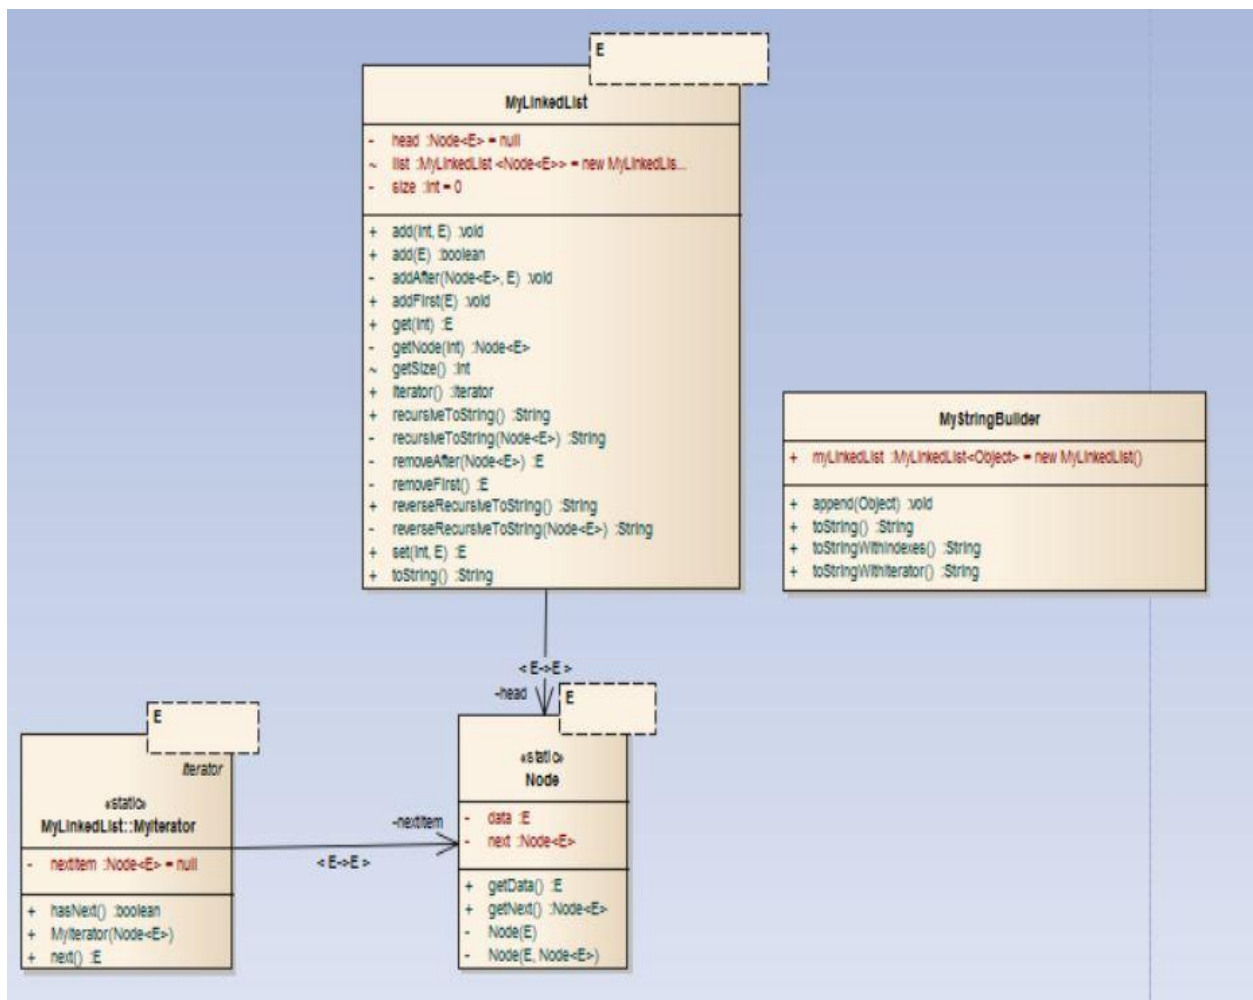 E
MyLinkedList
- head :Node<E> = null
~ list :MyLinkedList <Node<E>> = new MyLinkedLis...
- size :int = 0
+ add(int, E) :void
+ add(E) :boolean
- addAfter(Node<E>, E) :void
+ addFirst(E) :void
+ get(int) :E
- getNode(int) :Node<E>
~ getSize() :int
+ iterator() :Iterator
+ recursiveToString() :String
- recursiveToString(Node<E>) :String
- removeAfter(Node<E>) :E
- removeFirst() :E
+ reverseRecursiveToString() :String
- reverseRecursiveToString(Node<E>) :String
+ set(int, E) :E
+ toString() :String
MyStringBuilder
+ myLinkedList :MyLinkedList<Object> = new MyLinkedList()
+ append(Object) :void
+ toString() :String
+ toStringWithIndexes() :String
+ toStringWithIterator() :String
< E->E >
-head
E
«static»
Node
- data :E
- next :Node<E>
+ getData() :E
+ getNext() :Node<E>
- Node(E)
- Node(E, Node<E>)
E
Iterator
«static»
MyLinkedList::MyIterator
- nextItem :Node<E> = null
+ hasNext() :boolean
+ MyIterator(Node<E>)
+ next() :E
-nextItem
< E->E >